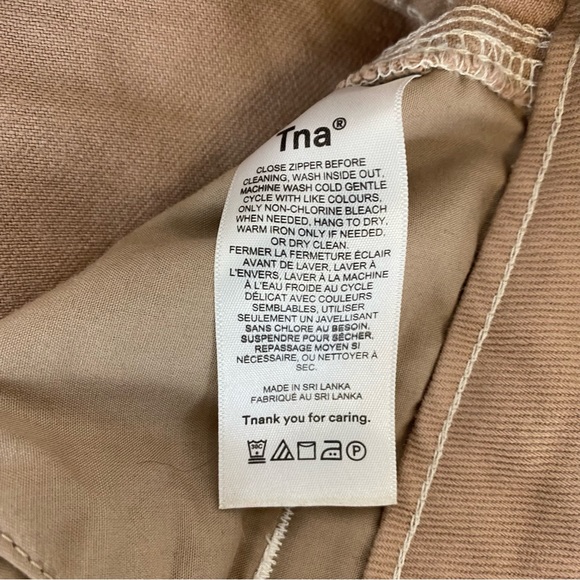 Tna®
CLOSE ZIPPER BEFORE
CLEANING, WASH INSIDE OUT,
MACHINE WASH COLD GENTLE
CYCLE WITH LIKE COLOURS,
ONLY NON-CHLORINE BLEACH
WHEN NEEDED, HANG TO DRY,
WARM IRON ONLY IF NEEDED.
OR DRY CLEAN.
FERMER LA FERMETURE ÉCLAIR
AVANT DE LAVER, LAVER À
L'ENVERS, LAVER À LA MACHINE
À L'EAU FROIDE AU CYCLE
DÉLICAT AVEC COULEURS
SEMBLABLES, UTILISER
SEULEMENT UN JAVELLISANT
SANS CHLORE AU BESOIN,
SUSPENDRE POUR SÉCHER,
REPASSAGE MOYEN SI
NÉCESSAIRE, OU NETTOYER À
SEC.
MADE IN SRI LANKA
FABRIQUÉ AU SRI LANKA
Tnank you for caring.
30C P